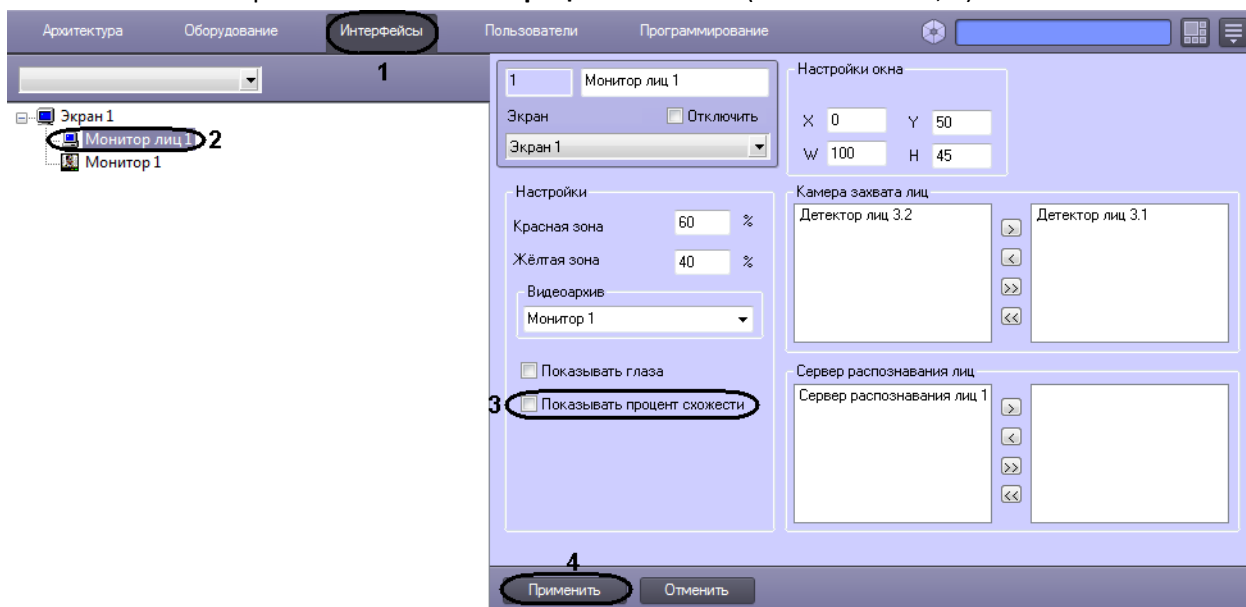 Архитектура Оборудование Интерфейсы Пользователи Программирование
1
Экран 1
Монитор лиц 1 2
Монитор 1
1 Монитор лиц 1
Экран Отключить
Экран 1
Настройки окна
X 0 Y 50
W 100 H 45
Настройки
Красная зона 60 %
Жёлтая зона 40 %
Видеоархив
Монитор 1
Показывать глаза
3 Показывать процент схожести
Камера захвата лиц
Детектор лиц 3.2 > Детектор лиц 3.1
<
>>
<<
Сервер распознавания лиц
Сервер распознавания лиц 1 >
<
>>
<<
4
Применить Отменить